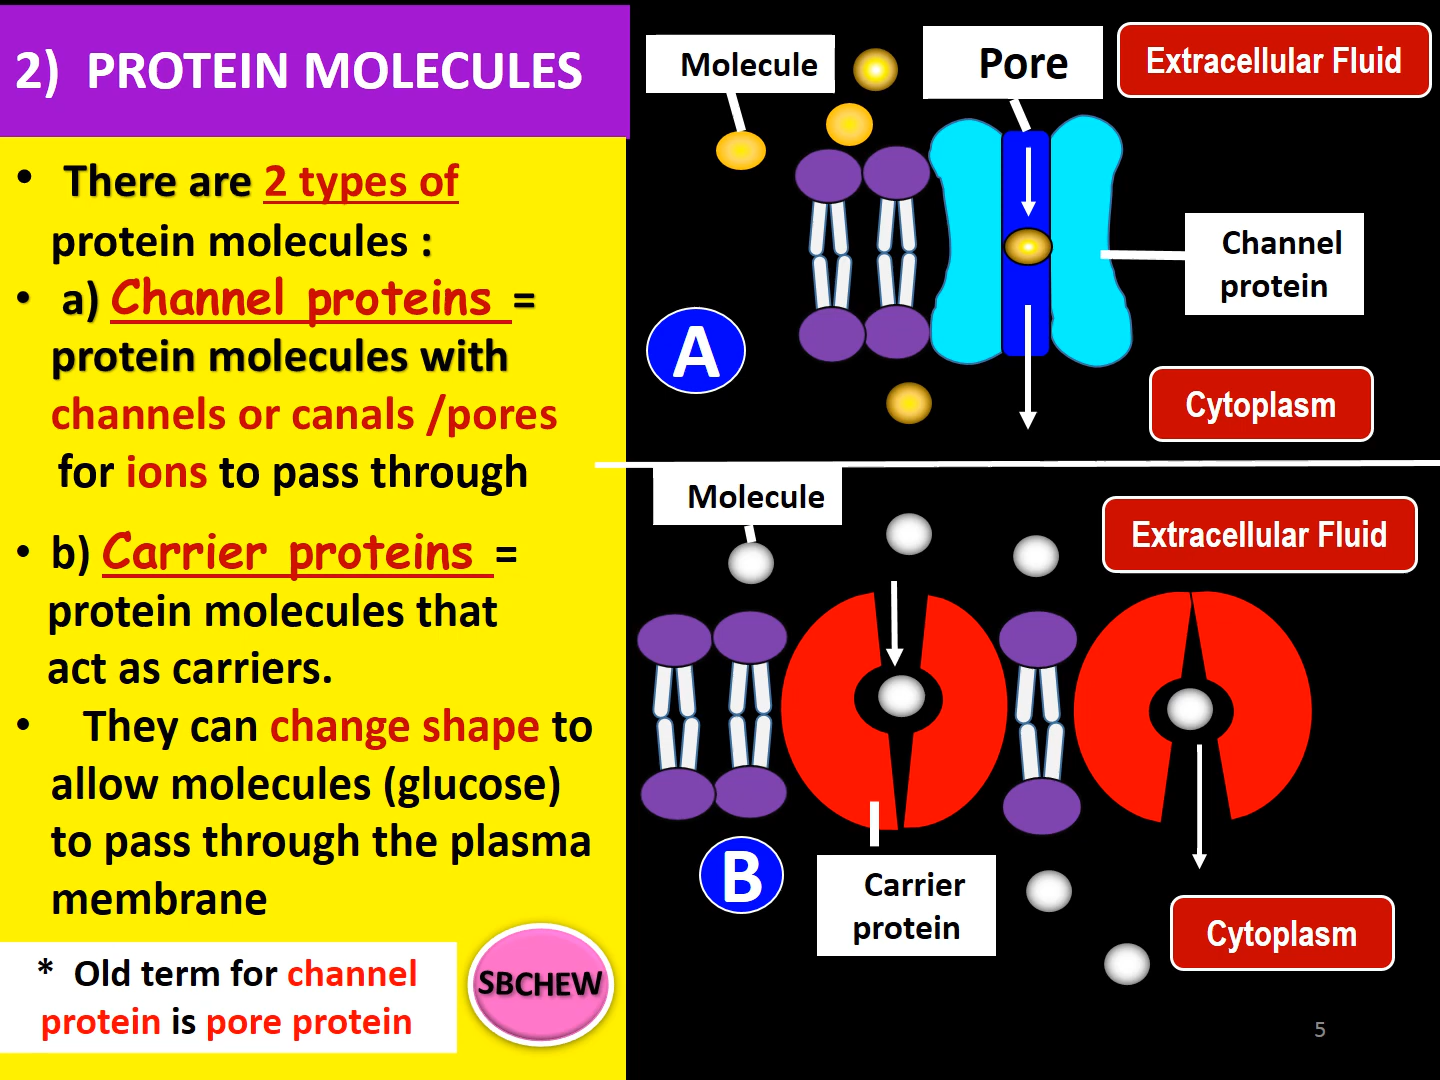 2) PROTEIN MOLECULES
• There are 2 types of
protein molecules :
• a) Channel proteins =
protein molecules with
channels or canals /pores
for ions to pass through
• b) Carrier proteins =
protein molecules that
act as carriers.
• They can change shape to
allow molecules (glucose)
to pass through the plasma
membrane
* Old term for channel
protein is pore protein
SBCHEW
Molecule
Pore
Extracellular Fluid
Channel
protein
A
Cytoplasm
Molecule
Extracellular Fluid
B
Carrier
protein
Cytoplasm
5